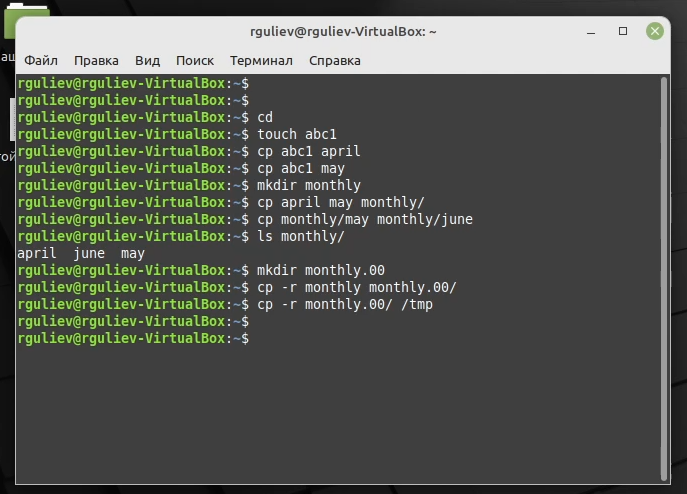 rguliev@rguliev-VirtualBox: ~
Файл Правка Вид Поиск Терминал Справка
rguliev@rguliev-VirtualBox:~$
rguliev@rguliev-VirtualBox:~$
rguliev@rguliev-VirtualBox:~$ cd
rguliev@rguliev-VirtualBox:~$ touch abc1
rguliev@rguliev-VirtualBox:~$ cp abc1 april
rguliev@rguliev-VirtualBox:~$ cp abc1 may
rguliev@rguliev-VirtualBox:~$ mkdir monthly
rguliev@rguliev-VirtualBox:~$ cp april may monthly/
rguliev@rguliev-VirtualBox:~$ cp monthly/may monthly/june
rguliev@rguliev-VirtualBox:~$ ls monthly/
april  june  may
rguliev@rguliev-VirtualBox:~$ mkdir monthly.00
rguliev@rguliev-VirtualBox:~$ cp -r monthly monthly.00/
rguliev@rguliev-VirtualBox:~$ cp -r monthly.00/ /tmp
rguliev@rguliev-VirtualBox:~$
rguliev@rguliev-VirtualBox:~$